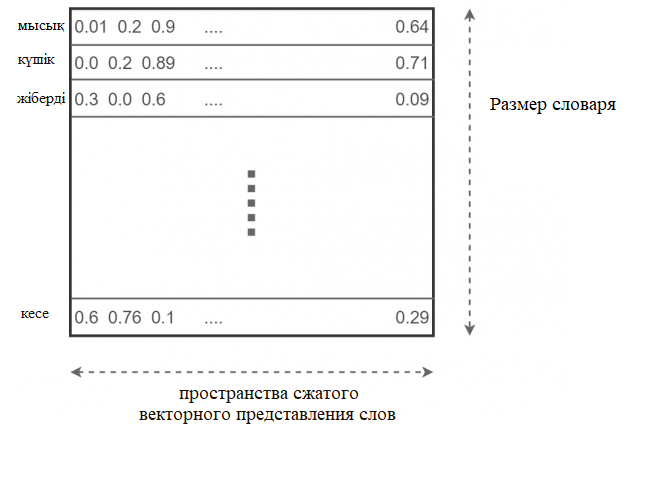 мысық 0.01 0.2 0.9 .... 0.64
күшік 0.0 0.2 0.89 .... 0.71
жіберді 0.3 0.0 0.6 .... 0.09
Размер словаря
кесе 0.6 0.76 0.1 .... 0.29
пространства сжатого
векторного представления слов